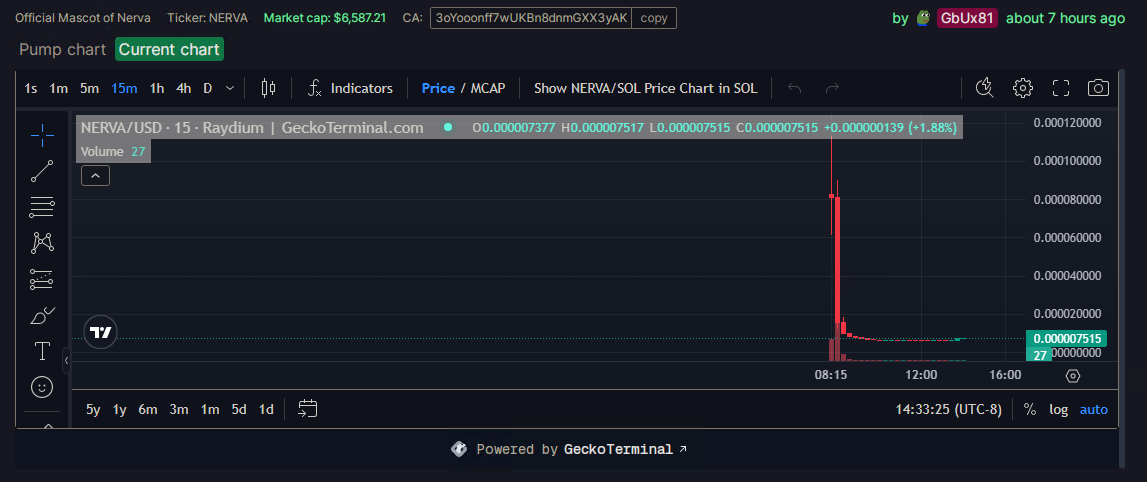 Official Mascot of Nerva Ticker: NERVA Market cap: $6,587.21 CA: 3oYooonff7wUKBn8dnmGXX3yAK copy by GbUx81 about 7 hours ago
Pump chart Current chart
1s 1m 5m 15m 1h 4h D Indicators Price / MCAP Show NERVA/SOL Price Chart in SOL
NERVA/USD · 15 · Raydium | GeckoTerminal.com O0.000007377 H0.000007517 L0.000007515 C0.000007515 +0.000000139 (+1.88%)
Volume 27
0.000120000
0.000100000
0.000080000
0.000060000
0.000040000
0.000020000
0.000007515
27
0.000000000
08:15 12:00 16:00
5y 1y 6m 3m 1m 5d 1d 14:33:25 (UTC-8) % log auto
Powered by GeckoTerminal